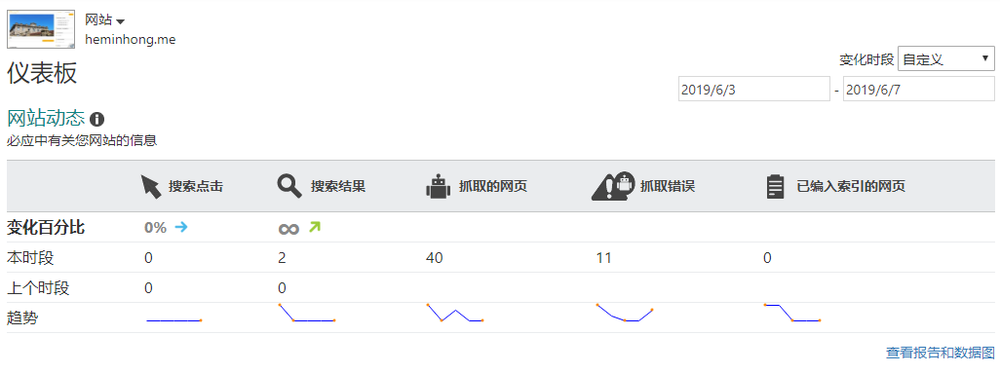 网站
heminhong.me
仪表板
变化时段 自定义
2019/6/3 - 2019/6/7
网站动态
必应中有关您网站的信息
搜索点击 搜索结果 抓取的网页 抓取错误 已编入索引的网页
变化百分比 0% ∞
本时段 0 2 40 11 0
上个时段 0 0
趋势
查看报告和数据图